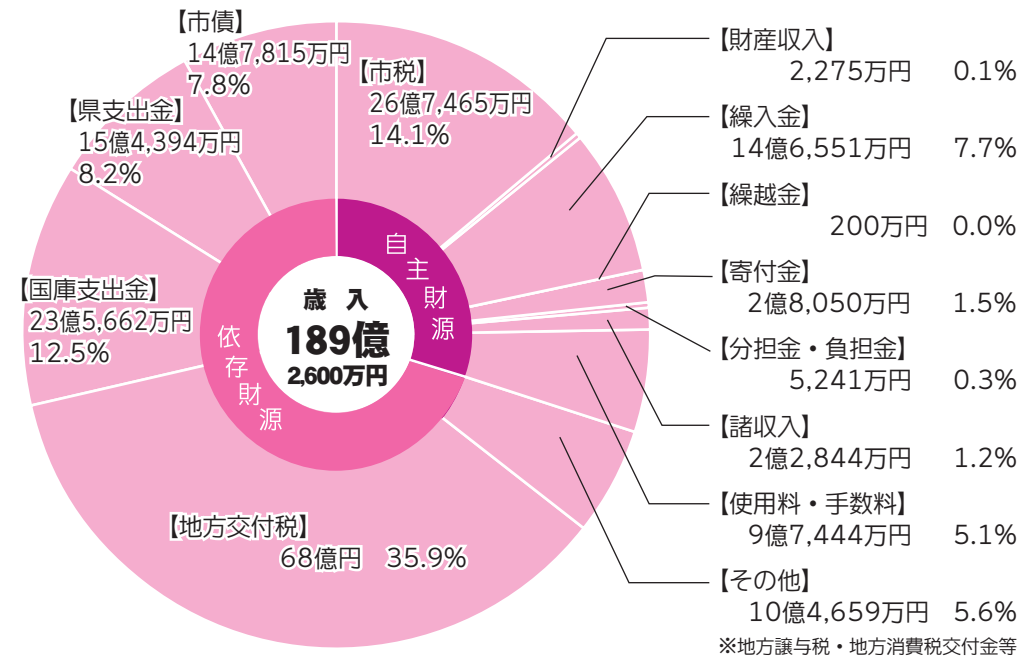 【市債】
14億7,815万円
7.8%
【市税】
26億7,465万円
14.1%
【県支出金】
15億4,394万円
8.2%
【国庫支出金】
23億5,662万円
12.5%
【地方交付税】
68億円 35.9%
自主財源
依存財源
歳入
189億
2,600万円
【財産収入】
2,275万円 0.1%
【繰入金】
14億6,551万円 7.7%
【繰越金】
200万円 0.0%
【寄付金】
2億8,050万円 1.5%
【分担金・負担金】
5,241万円 0.3%
【諸収入】
2億2,844万円 1.2%
【使用料・手数料】
9億7,444万円 5.1%
【その他】
10億4,659万円 5.6%
※地方譲与税・地方消費税交付金等